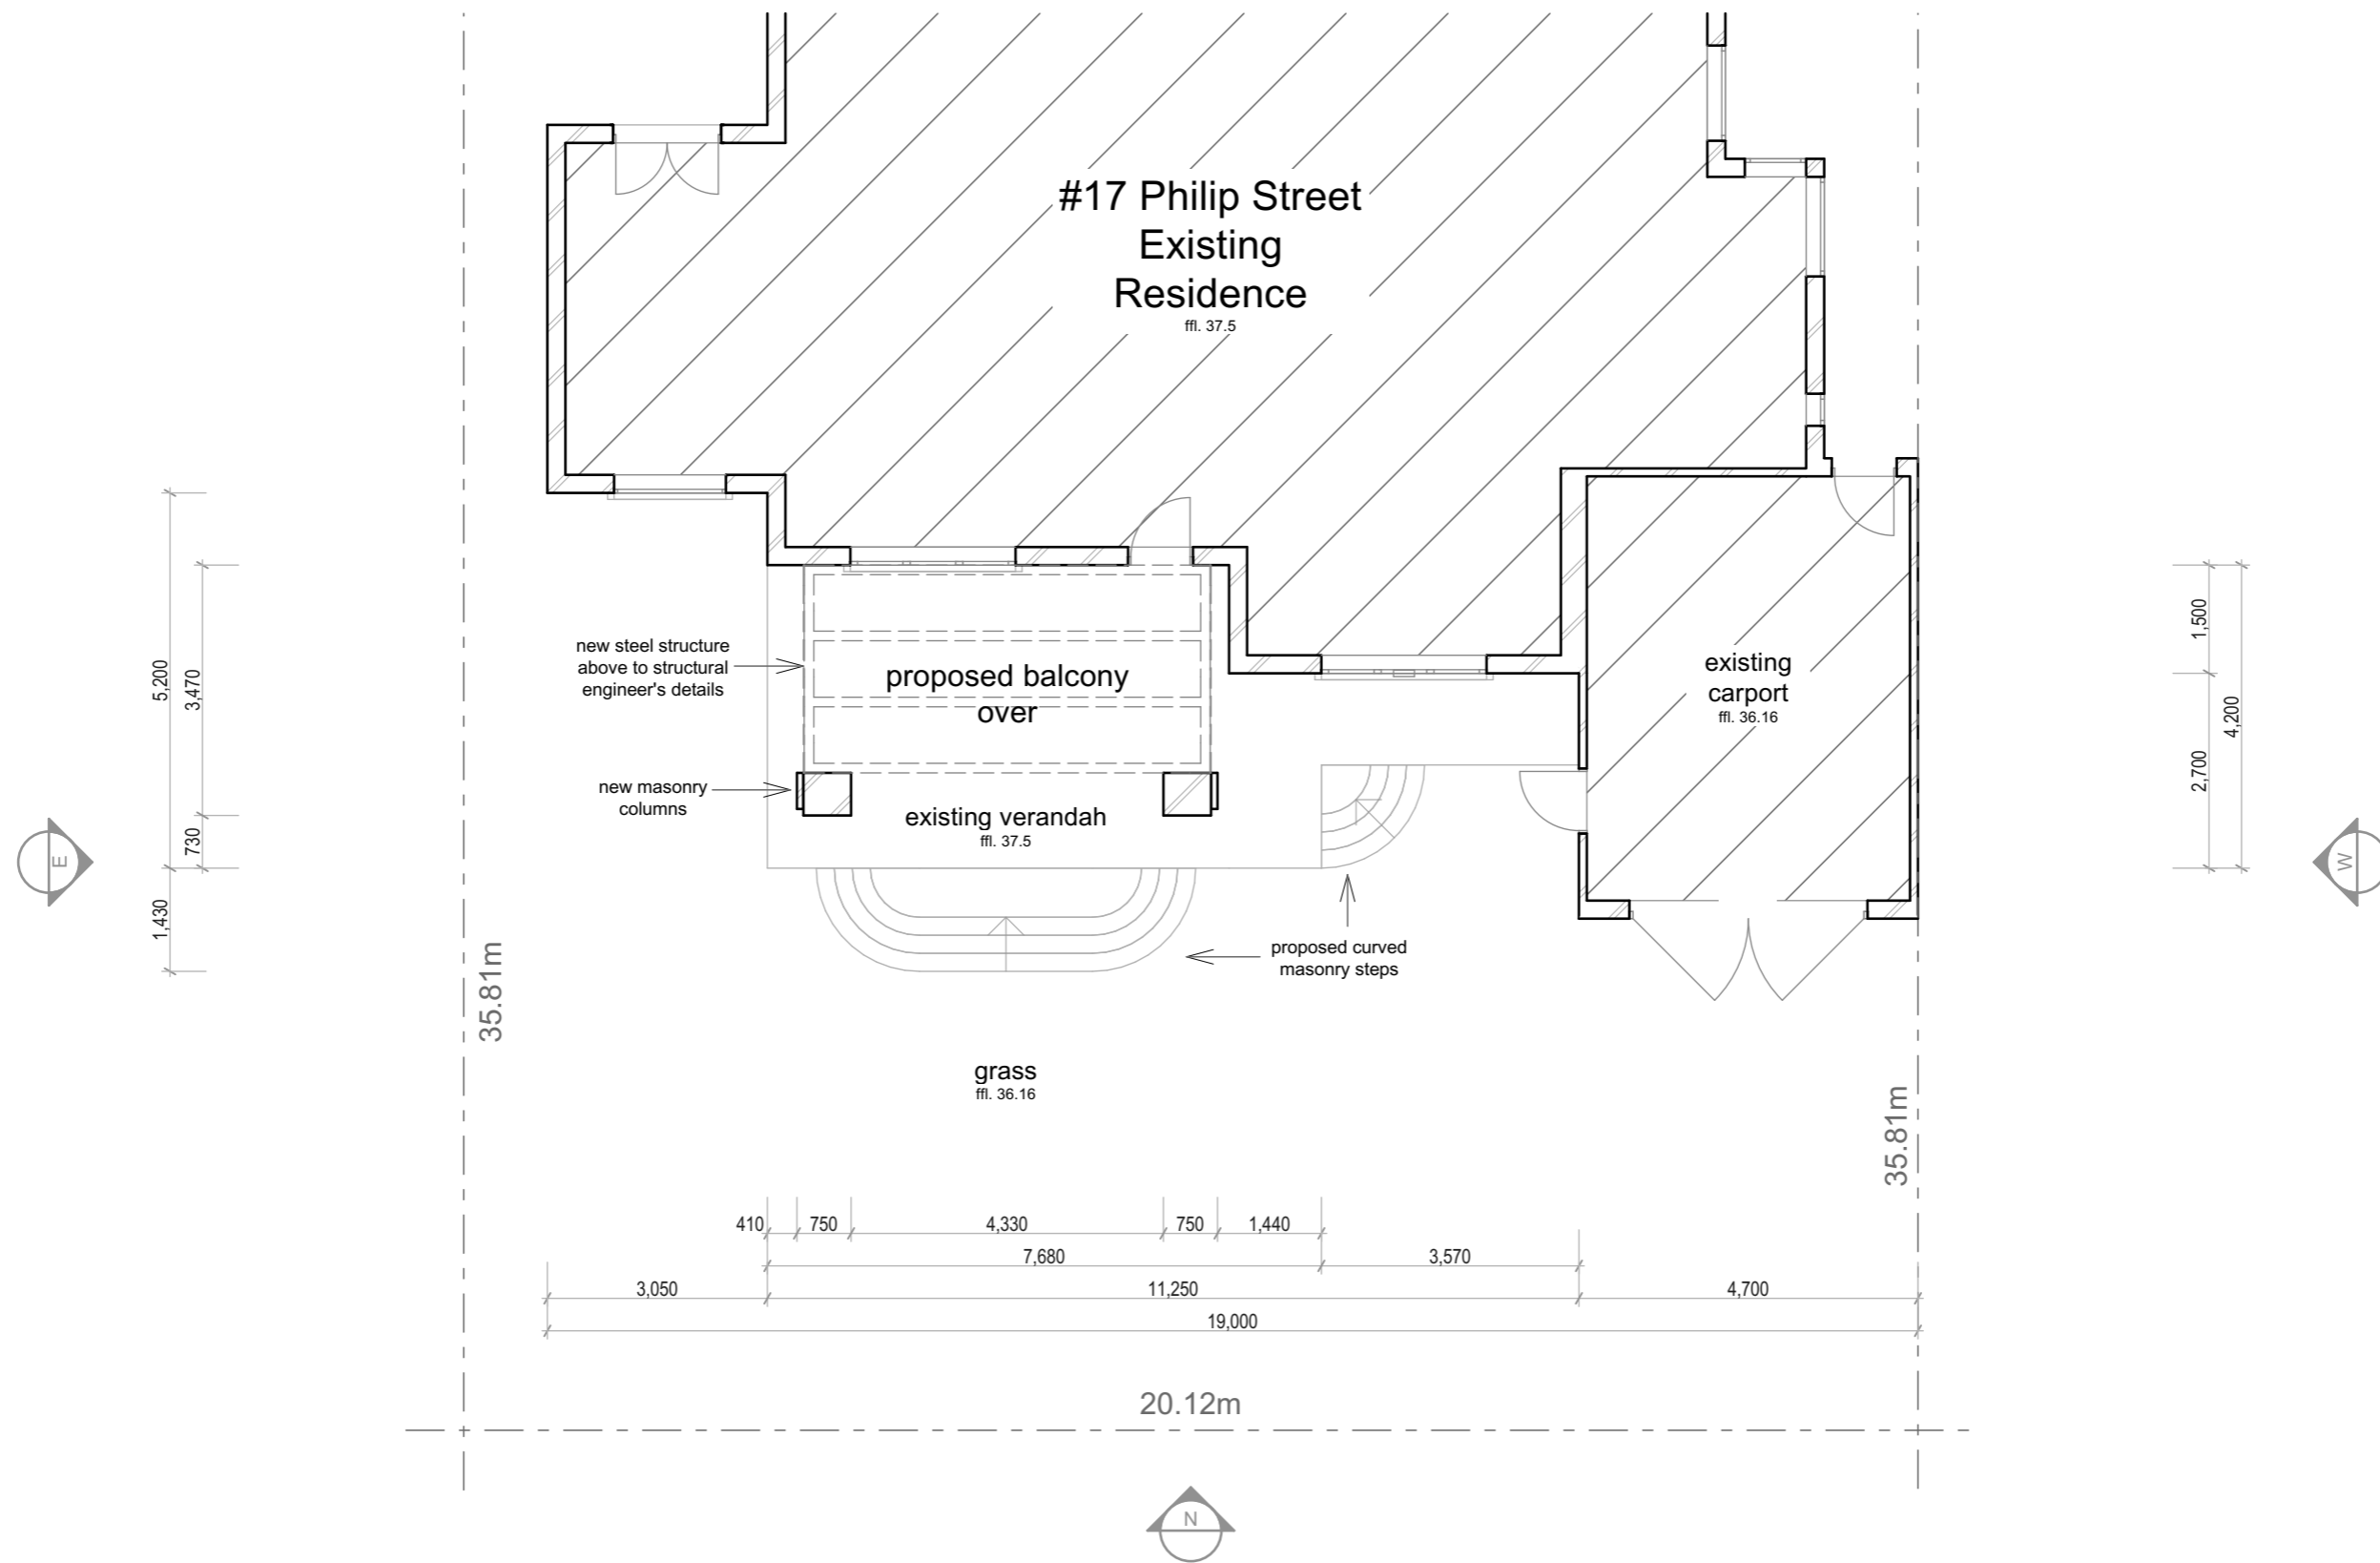 #17 Philip Street
Existing
Residence
ffl. 37.5
new steel structure
above to structural
engineer's details
proposed balcony
over
existing
carport
ffl. 36.16
new masonry
columns
existing verandah
ffl. 37.5
proposed curved
masonry steps
grass
ffl. 36.16
5,200
3,470
730
1,430
1,500
2,700
4,200
E
W
35.81m
35.81m
410 750 4,330 750 1,440
7,680 3,570
3,050 11,250 4,700
19,000
20.12m
N